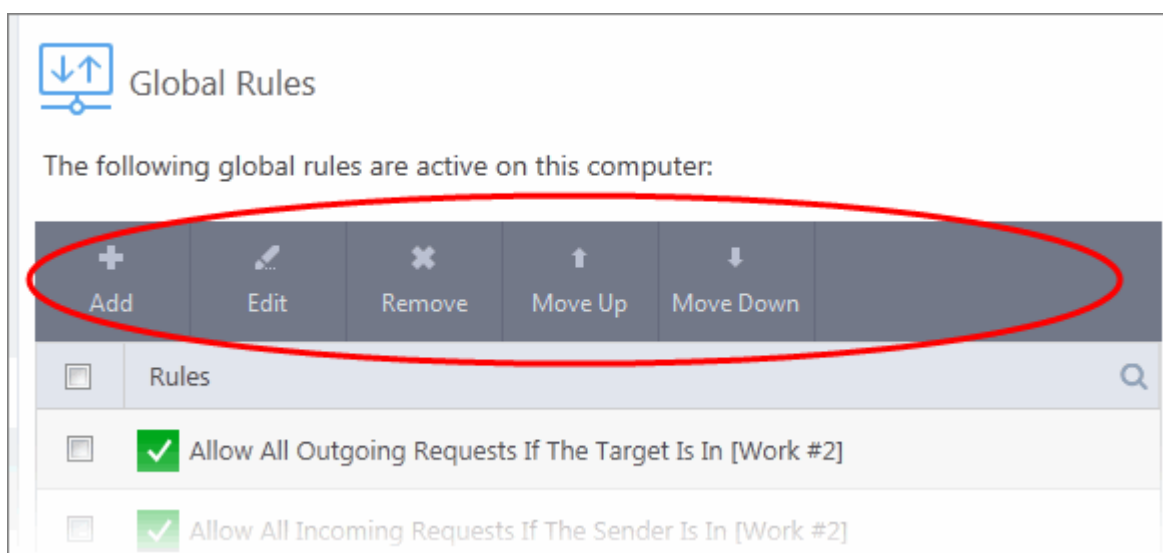 Global Rules
The following global rules are active on this computer:
Add Edit Remove Move Up Move Down
Rules
Allow All Outgoing Requests If The Target Is In [Work #2]
Allow All Incoming Requests If The Sender Is In [Work #2]